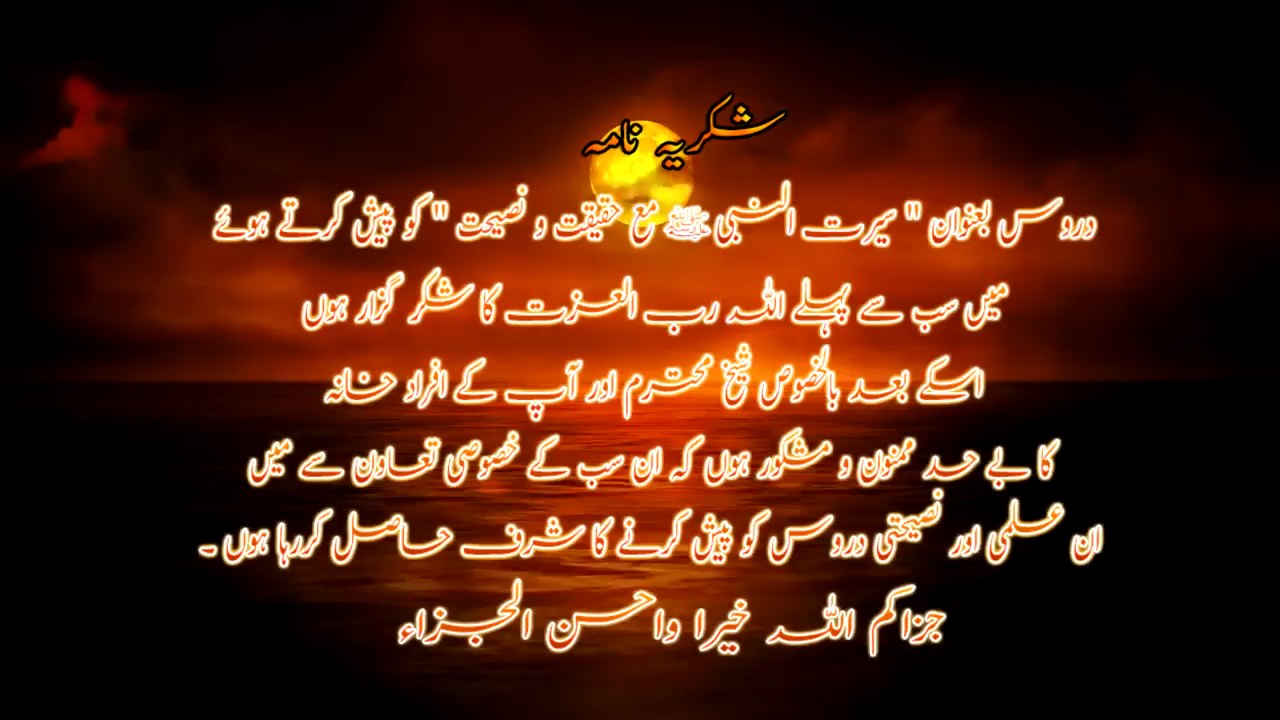 شکریہ نامہ
دروس بعنوان " سیرت النبی ﷺ مع حقیقت و نصیحت " کو پیش کرتے ہوئے
میں سب سے پہلے اللہ رب العزت کا شکر گزار ہوں
اسکے بعد بالخصوص شیخ محترم اور آپ کے افراد خانہ
کا بے حد ممنون و مشکور ہوں کہ ان سب کے خصوصی تعاون سے میں
ان علمی اور نصیحتی دروس کو پیش کرنے کا شرف حاصل کررہا ہوں ۔
جزاکم اللہ خیرا واحسن الجزاء